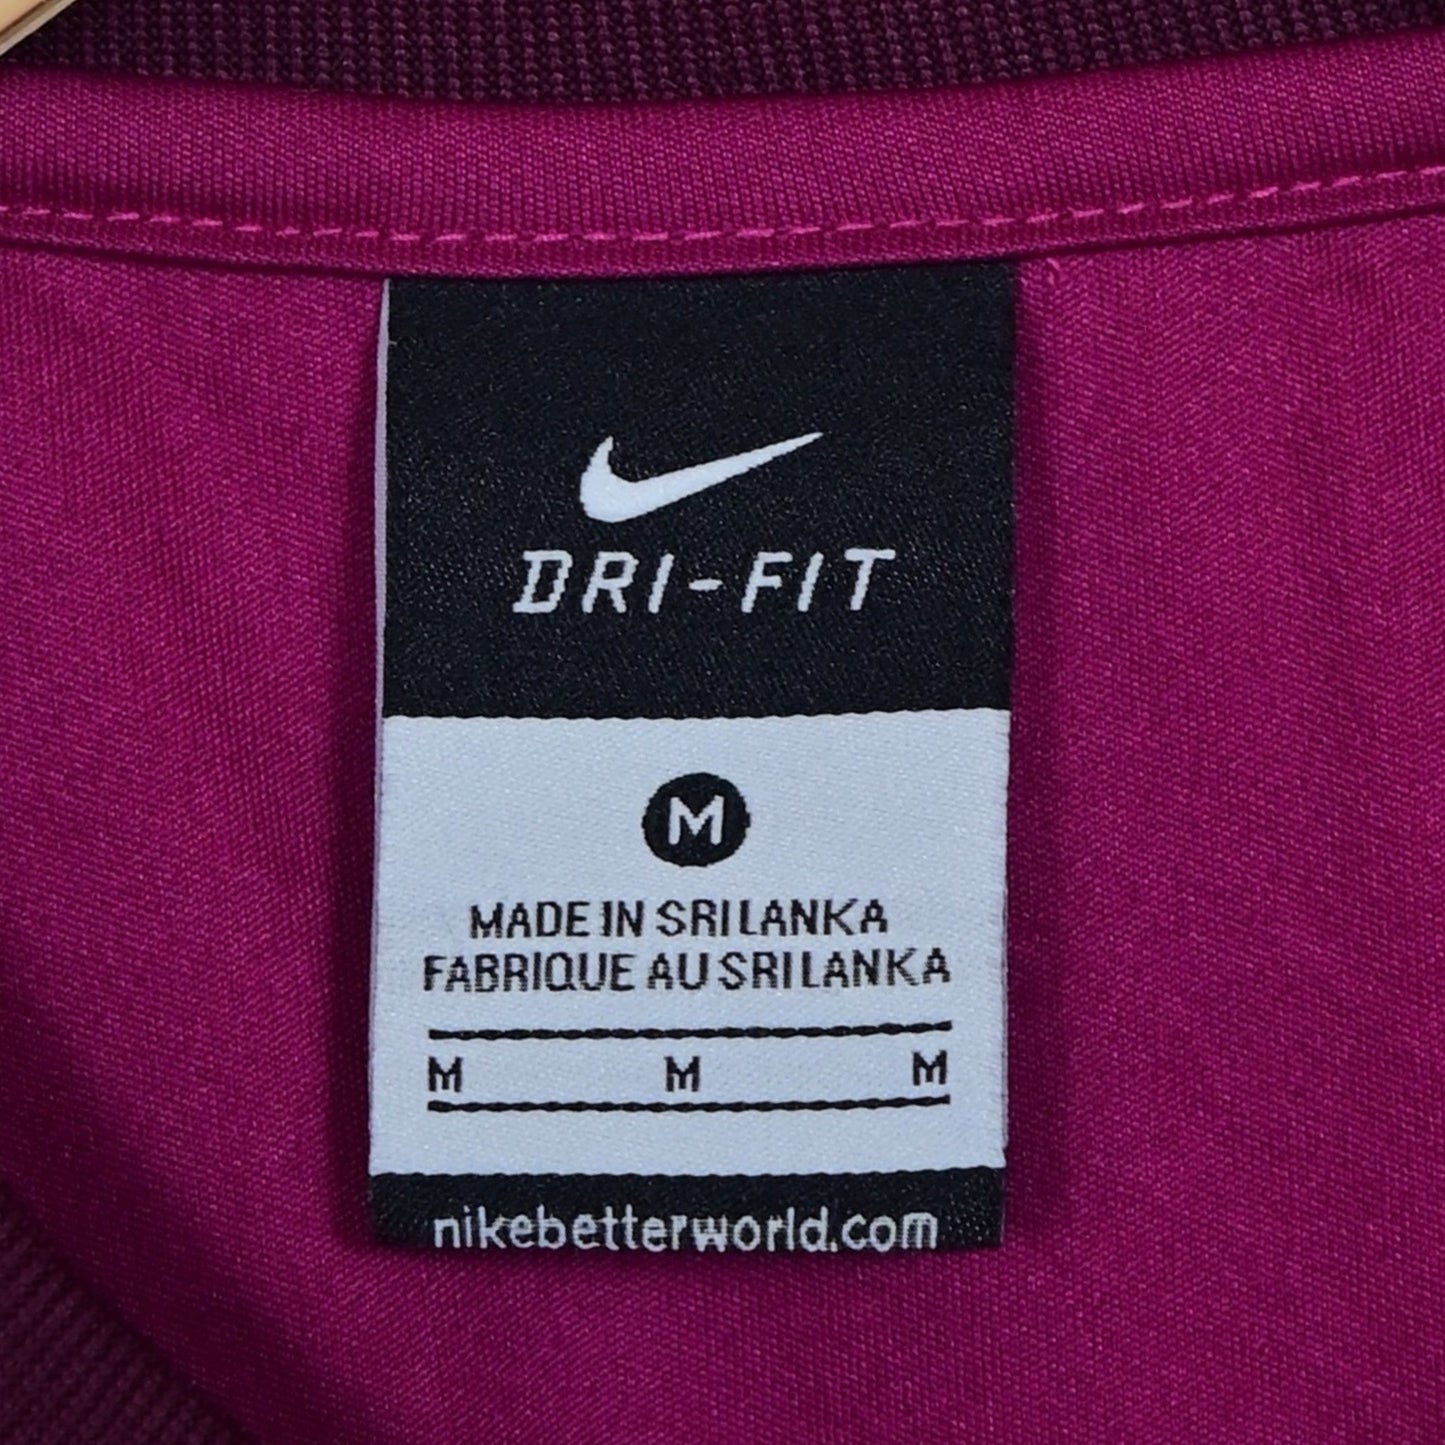 DRI-FIT
M
MADE IN SRI LANKA
FABRIQUE AU SRI LANKA
M M M
nikebetterworld.com